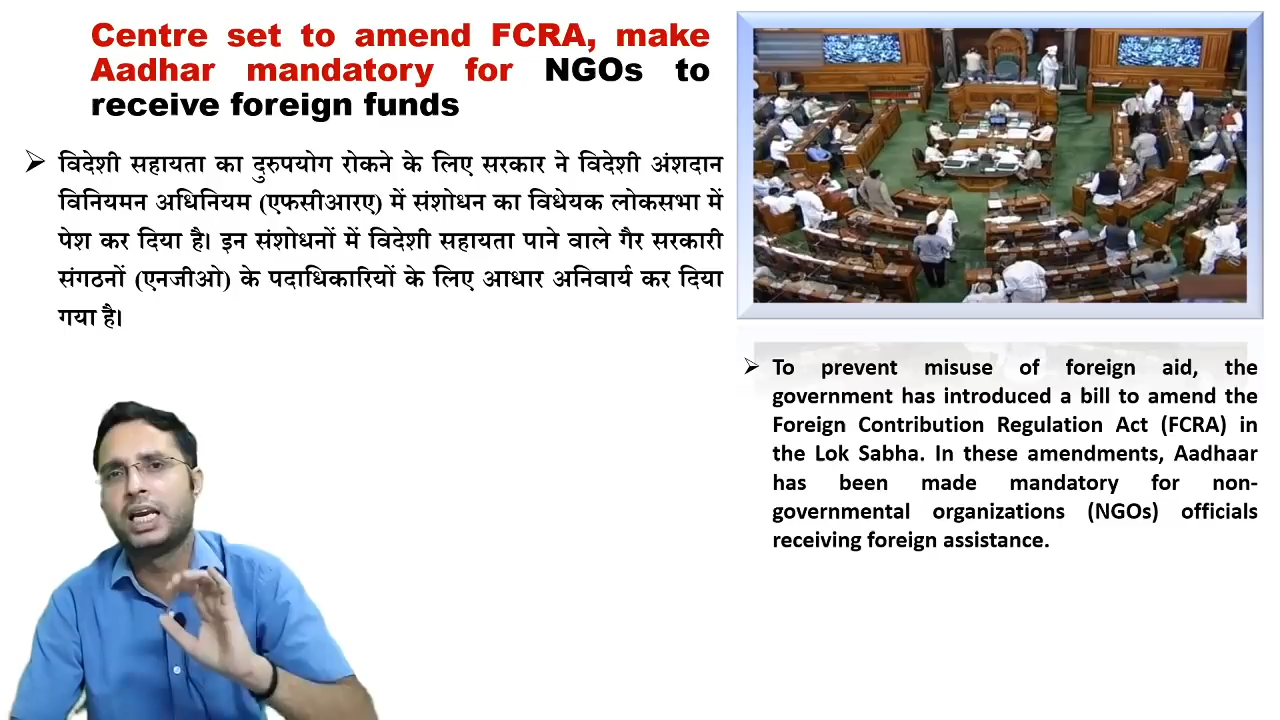 Centre set to amend FCRA, make
Aadhar mandatory for NGOs to
receive foreign funds
➢ विदेशी सहायता का दुरुपयोग रोकने के लिए सरकार ने विदेशी अंशदान
विनियमन अधिनियम (एफसीआरए) में संशोधन का विधेयक लोकसभा में
पेश कर दिया है। इन संशोधनों में विदेशी सहायता पाने वाले गैर सरकारी
संगठनों (एनजीओ) के पदाधिकारियों के लिए आधार अनिवार्य कर दिया
गया है।
➢ To prevent misuse of foreign aid, the
government has introduced a bill to amend the
Foreign Contribution Regulation Act (FCRA) in
the Lok Sabha. In these amendments, Aadhaar
has been made mandatory for non-
governmental organizations (NGOs) officials
receiving foreign assistance.